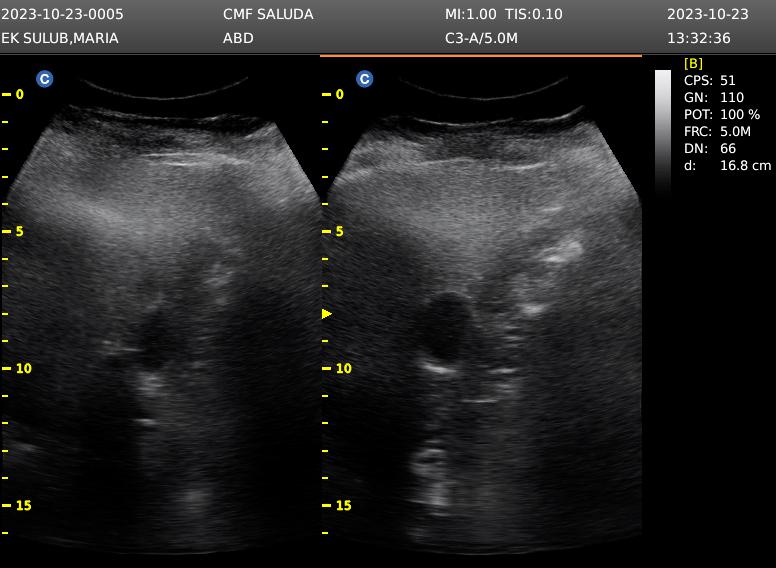 2023-10-23-0005 CMF SALUDA MI:1.00 TIS:0.10 2023-10-23
EK SULUB,MARIA ABD C3-A/5.0M 13:32:36
C C [B]
0 0 CPS: 51
GN: 110
POT: 100 %
FRC: 5.0M
DN: 66
d: 16.8 cm
5 5
10 10
15 15